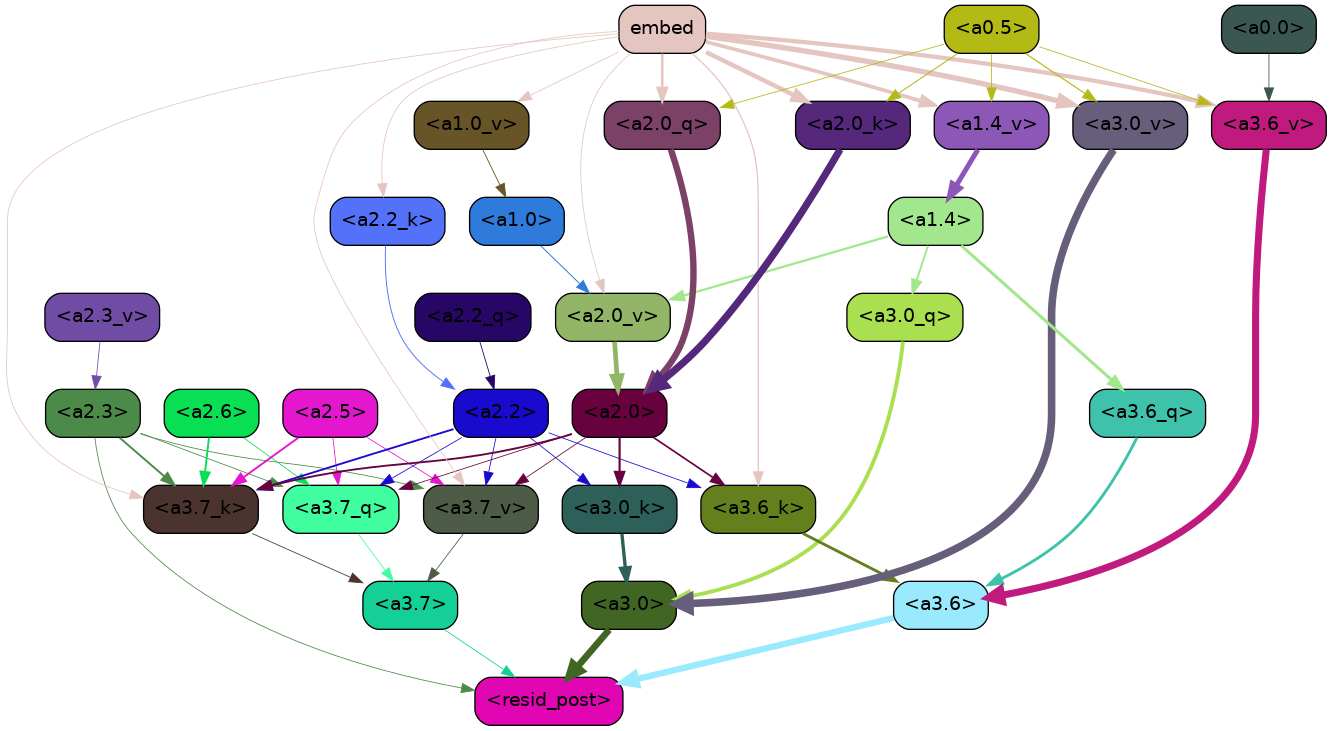 embed
<a0.5>
<a0.0>
<a1.0_v>
<a2.0_q>
<a2.0_k>
<a1.4_v>
<a3.0_v>
<a3.6_v>
<a2.2_k>
<a1.0>
<a1.4>
<a2.3_v>
<a2.2_q>
<a2.0_v>
<a3.0_q>
<a2.3>
<a2.6>
<a2.5>
<a2.2>
<a2.0>
<a3.6_q>
<a3.7_k>
<a3.7_q>
<a3.7_v>
<a3.0_k>
<a3.6_k>
<a3.7>
<a3.0>
<a3.6>
<resid_post>